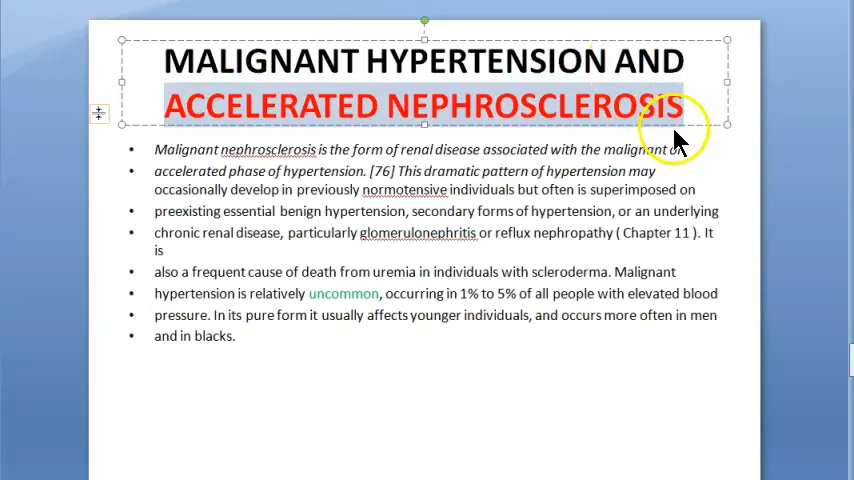 MALIGNANT HYPERTENSION AND
ACCELERATED NEPHROSCLEROSIS
• Malignant nephrosclerosis is the form of renal disease associated with the malignant or
• accelerated phase of hypertension. [76] This dramatic pattern of hypertension may
occasionally develop in previously normotensive individuals but often is superimposed on
• preexisting essential benign hypertension, secondary forms of hypertension, or an underlying
• chronic renal disease, particularly glomerulonephritis or reflux nephropathy ( Chapter 11 ). It
is
• also a frequent cause of death from uremia in individuals with scleroderma. Malignant
• hypertension is relatively uncommon, occurring in 1% to 5% of all people with elevated blood
• pressure. In its pure form it usually affects younger individuals, and occurs more often in men
• and in blacks.